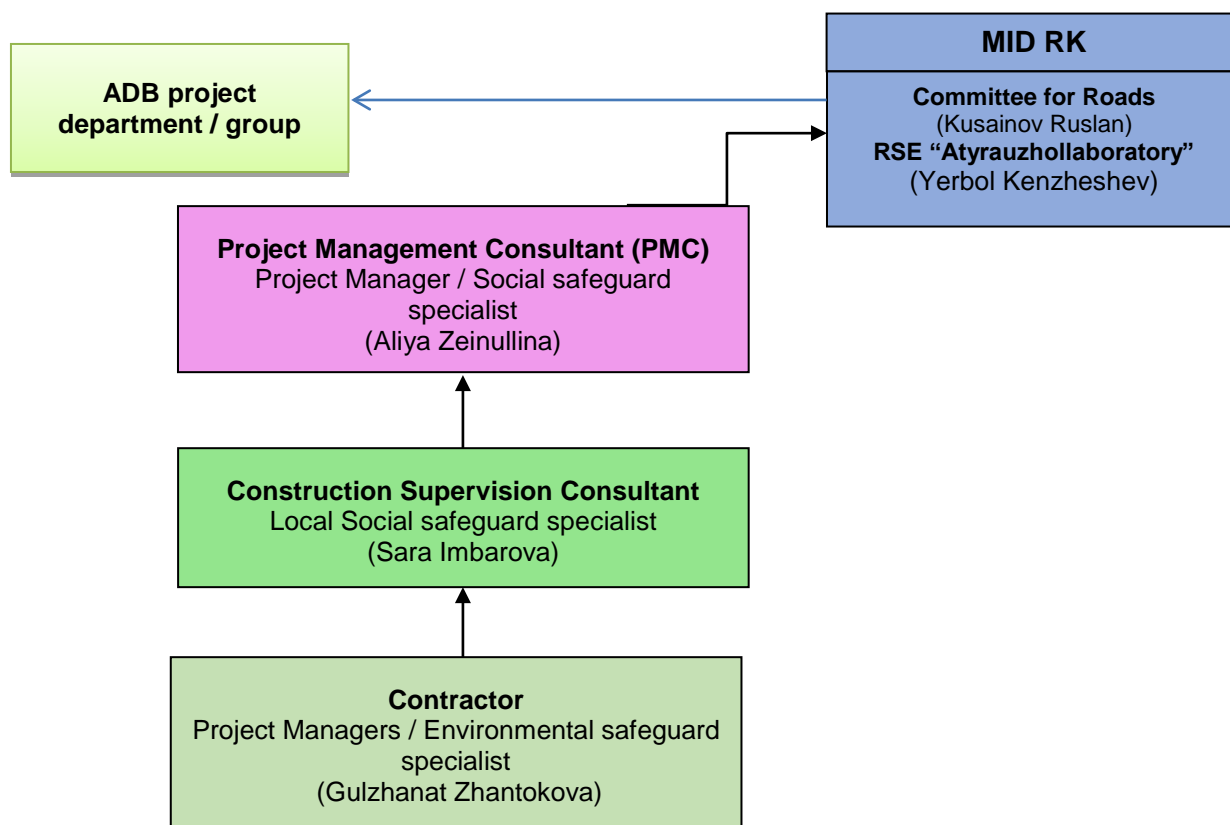 MID RK
ADB project
department / group
Committee for Roads
(Kusainov Ruslan)
RSE “Atyrauzhollaboratory”
(Yerbol Kenzheshev)
Project Management Consultant (PMC)
Project Manager / Social safeguard
specialist
(Aliya Zeinullina)
Construction Supervision Consultant
Local Social safeguard specialist
(Sara Imbarova)
Contractor
Project Managers / Environmental safeguard
specialist
(Gulzhanat Zhantokova)